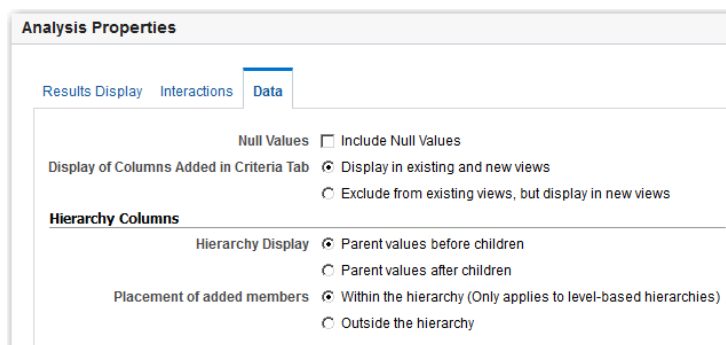 Analysis Properties
Results Display Interactions Data
Null Values Include Null Values
Display of Columns Added in Criteria Tab Display in existing and new views
Exclude from existing views, but display in new views
Hierarchy Columns
Hierarchy Display Parent values before children
Parent values after children
Placement of added members Within the hierarchy (Only applies to level-based hierarchies)
Outside the hierarchy